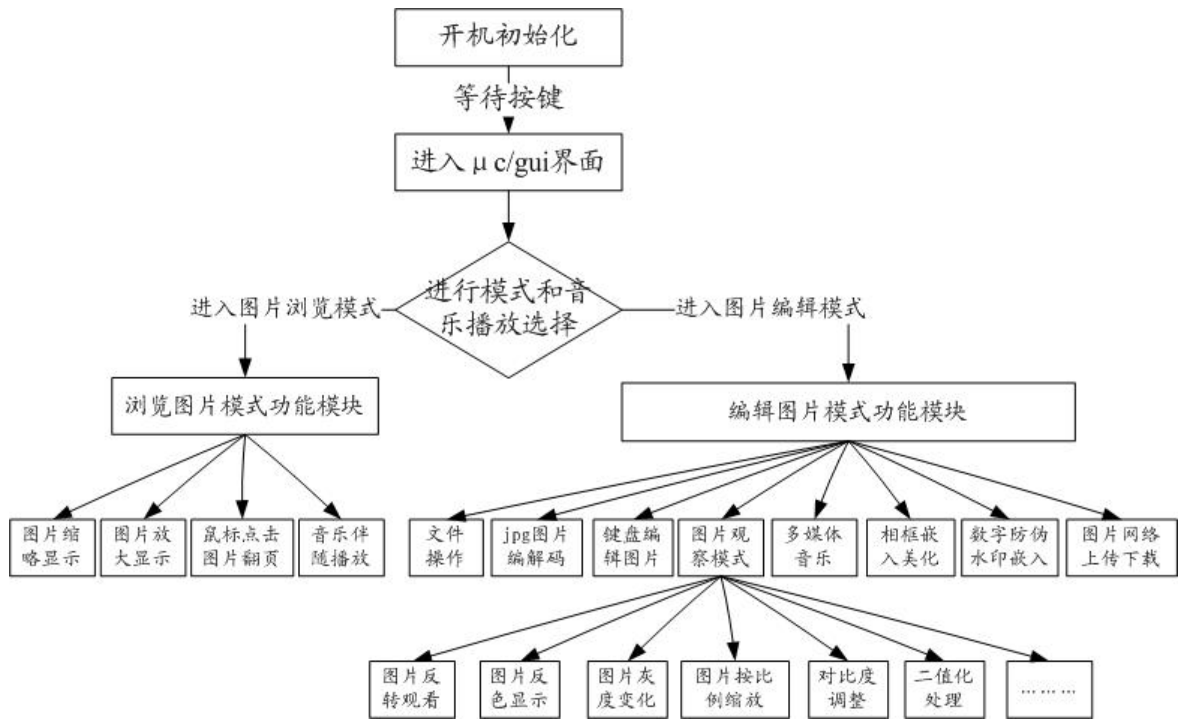 开机初始化
等待按键
进入μc/gui界面
进行模式和音
乐播放选择
进入图片浏览模式
进入图片编辑模式
浏览图片模式功能模块
编辑图片模式功能模块
图片缩
略显示
图片放
大显示
鼠标点击
图片翻页
音乐伴
随播放
文件
操作
jpg图片
编解码
键盘编
辑图片
图片观
察模式
多媒体
音乐
相框嵌
入美化
数字防伪
水印嵌入
图片网络
上传下载
图片反
转观看
图片反
色显示
图片灰
度变化
图片按比
例缩放
对比度
调整
二值化
处理
………